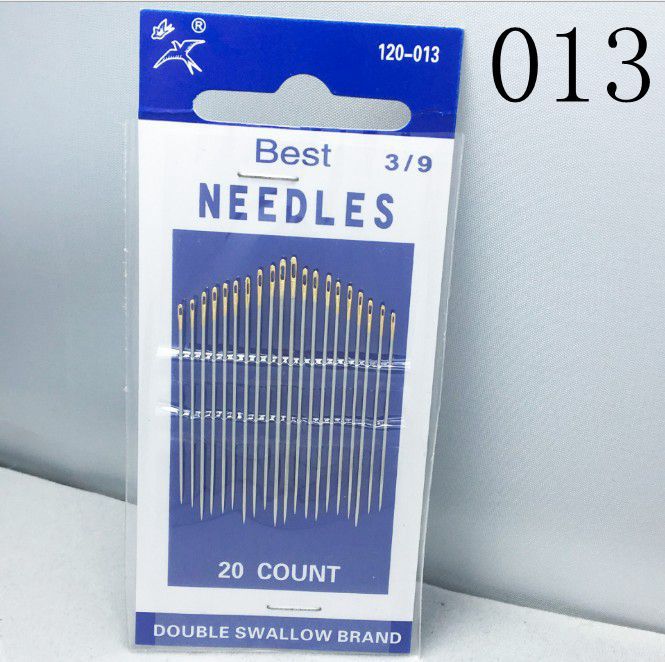 013
®
120-013
Best
3/9
NEEDLES
20 COUNT
DOUBLE SWALLOW BRAND